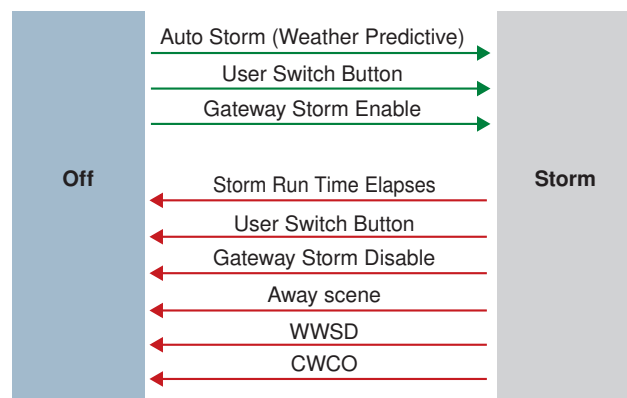 Auto Storm (Weather Predictive)
User Switch Button
Gateway Storm Enable
Off
Storm
Storm Run Time Elapses
User Switch Button
Gateway Storm Disable
Away scene
WWSD
CWCO